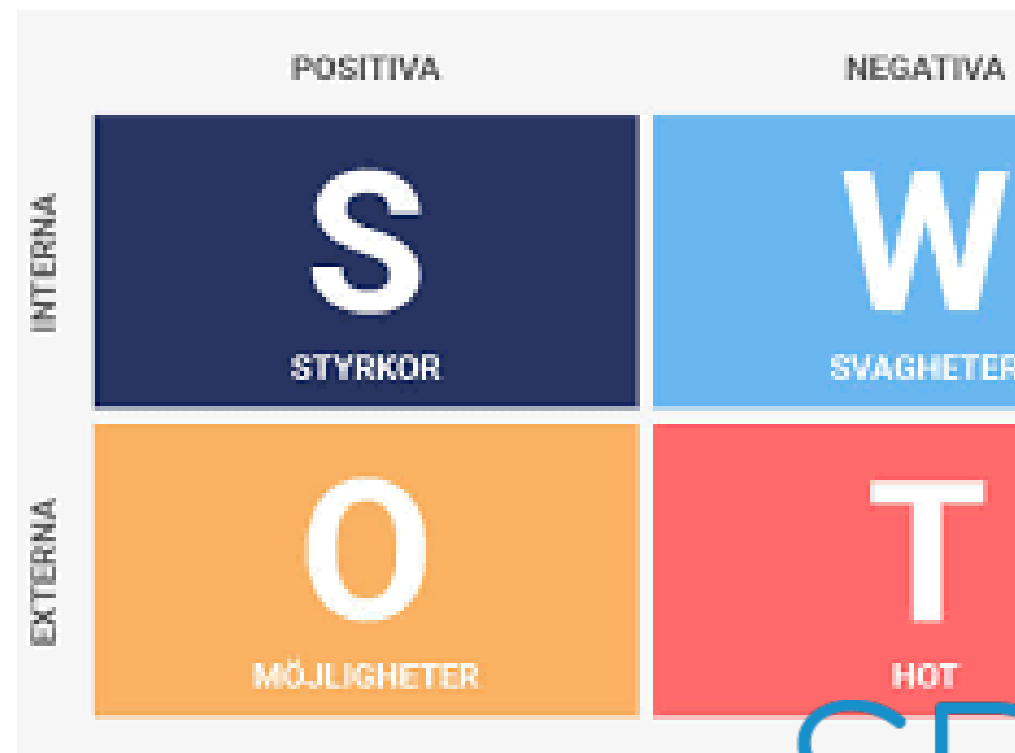 POSITIVA NEGATIVA
INTERNA
S W
STYRKOR SVAGHETER
EXTERNA
O T
MÖJLIGHETER HOT